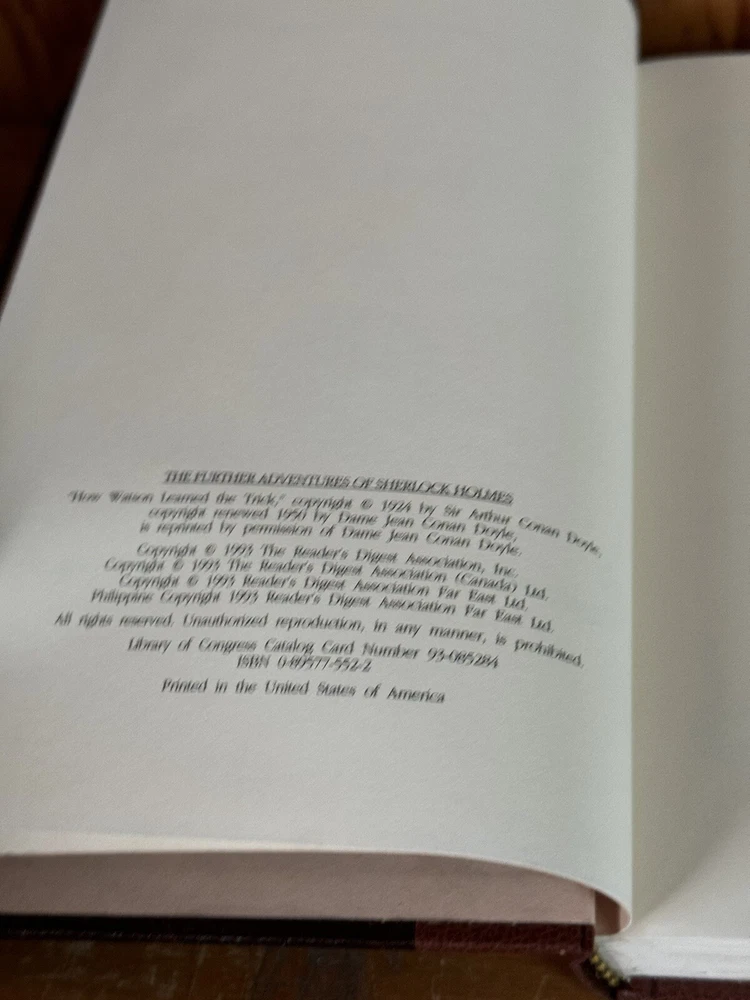 THE FURTHER ADVENTURES OF SHERLOCK HOLMES
"How Watson Learned the Trick," copyright © 1924 by Sir Arthur Conan Doyle,
copyright renewed 1950 by Dame Jean Conan Doyle,
is reprinted by permission of Dame Jean Conan Doyle.
Copyright © 1993 The Reader's Digest Association, Inc.
Copyright © 1993 The Reader's Digest Association (Canada) Ltd.
Copyright © 1993 Reader's Digest Association Far East Ltd.
Philippine Copyright 1993 Reader's Digest Association Far East Ltd.
All rights reserved. Unauthorized reproduction, in any manner, is prohibited.
Library of Congress Catalog Card Number 93-085284
ISBN 0-89577-552-2
Printed in the United States of America